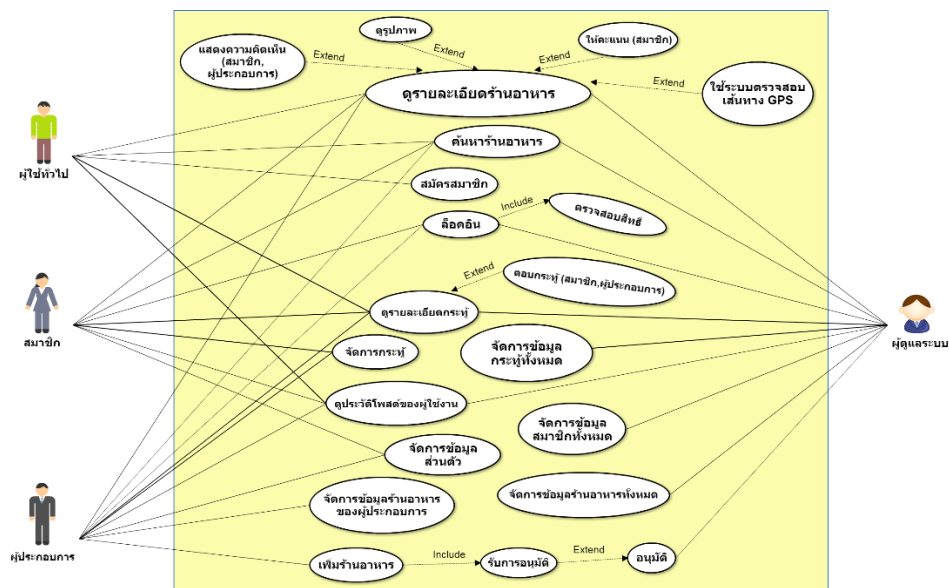 ดูรูปภาพ
แสดงความคิดเห็น
(สมาชิก,
ผู้ประกอบการ)
Extend
Extend
Extend
ให้คะแนน (สมาชิก)
ดูรายละเอียดร้านอาหาร
Extend
ใช้ระบบตรวจสอบ
เส้นทาง GPS
ผู้ใช้ทั่วไป
ค้นหาร้านอาหาร
สมัครสมาชิก
ล็อคอิน
Include
ตรวจสอบสิทธิ์
Extend
ตอบกระทู้ (สมาชิก,ผู้ประกอบการ)
สมาชิก
ดูรายละเอียดกระทู้
ผู้ดูแลระบบ
จัดการกระทู้
จัดการข้อมูล
กระทู้ทั้งหมด
ดูประวัติโพสต์ของผู้ใช้งาน
จัดการข้อมูล
สมาชิกทั้งหมด
จัดการข้อมูล
ส่วนตัว
จัดการข้อมูลร้านอาหาร
ของผู้ประกอบการ
จัดการข้อมูลร้านอาหารทั้งหมด
ผู้ประกอบการ
เพิ่มร้านอาหาร
Include
รับการอนุมัติ
Extend
อนุมัติ